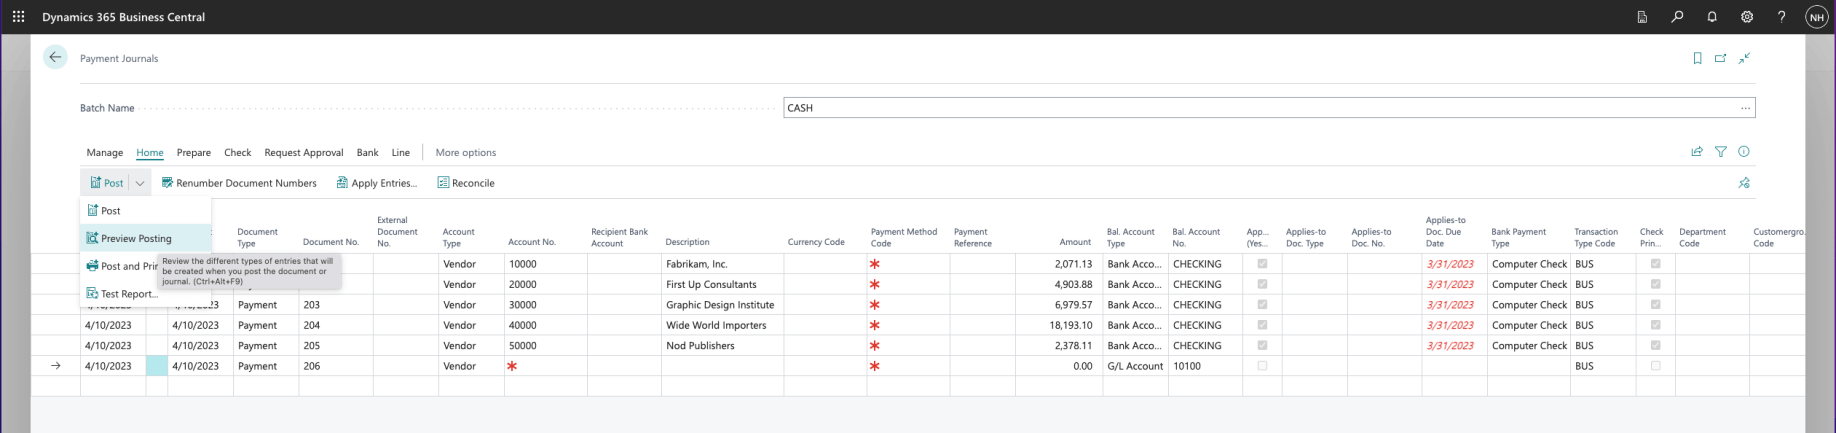 Dynamics 365 Business Central
NH
Payment Journals
Batch Name
CASH
Manage Home Prepare Check Request Approval Bank Line More options
Post Renumber Document Numbers Apply Entries... Reconcile
Post
Preview Posting
Post and Prin
Test Report...
Review the different types of entries that will
be created when you post the document or
journal. (Ctrl+Alt+F9)
Document Type Document No. External Document No. Account Type Account No. Recipient Bank Account Description Currency Code Payment Method Code Payment Reference Amount Bal. Account Type Bal. Account No. App... (Yes... Applies-to Doc. Type Applies-to Doc. No. Applies-to Doc. Due Date Bank Payment Type Transaction Type Code Check Prin... Department Code Customergro... Code
Vendor 10000 Fabrikam, Inc. * 2,071.13 Bank Acco... CHECKING 3/31/2023 Computer Check BUS
Vendor 20000 First Up Consultants * 4,903.88 Bank Acco... CHECKING 3/31/2023 Computer Check BUS
4/10/2023 4/10/2023 Payment 203 Vendor 30000 Graphic Design Institute * 6,979.57 Bank Acco... CHECKING 3/31/2023 Computer Check BUS
4/10/2023 4/10/2023 Payment 204 Vendor 40000 Wide World Importers * 18,193.10 Bank Acco... CHECKING 3/31/2023 Computer Check BUS
4/10/2023 4/10/2023 Payment 205 Vendor 50000 Nod Publishers * 2,378.11 Bank Acco... CHECKING 3/31/2023 Computer Check BUS
4/10/2023 4/10/2023 Payment 206 Vendor * * 0.00 G/L Account 10100 BUS